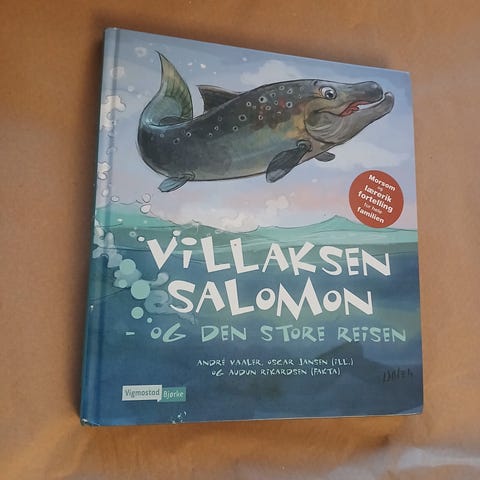 Morsom
og
lærerik
fortelling
for hele
familien
VILLAKSEN
SALOMON
- OG DEN STORE REISEN
ANDRÉ VAALER, OSCAR JANSEN (ILL.)
OG AUDUN RIKARDSEN (FAKTA)
Vigmostad Bjørke